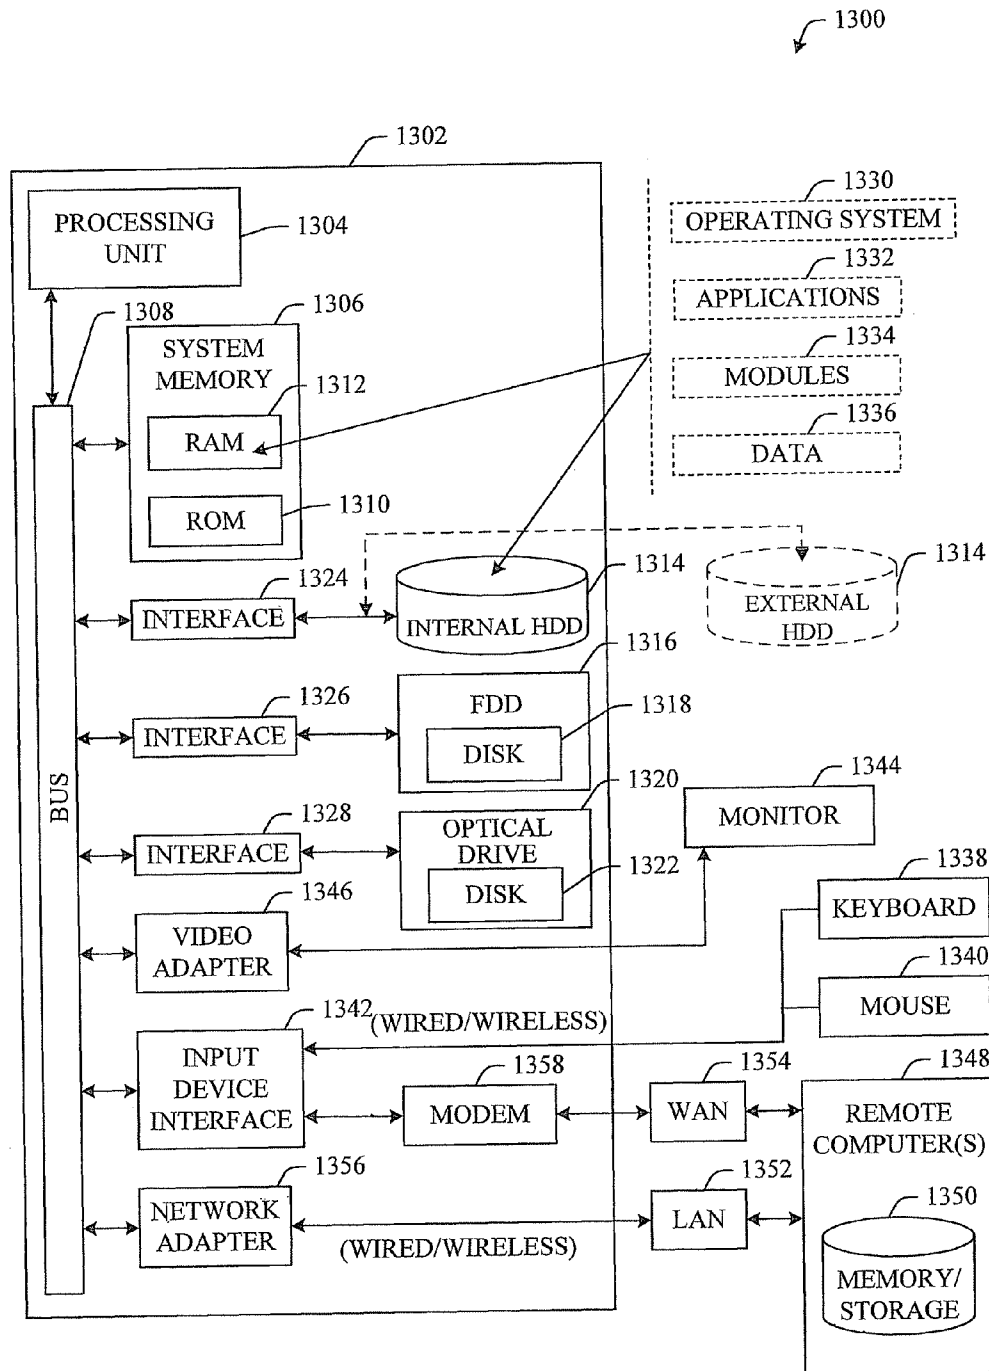 1300
1302
PROCESSING
UNIT
1304
1330
OPERATING SYSTEM
1332
APPLICATIONS
1334
MODULES
1336
DATA
1308
1306
SYSTEM
MEMORY
1312
RAM
1310
ROM
1324
INTERFACE
1314
INTERNAL HDD
1314
EXTERNAL
HDD
1316
FDD
1326
INTERFACE
1318
DISK
BUS
1320
OPTICAL
DRIVE
1328
INTERFACE
1322
DISK
1344
MONITOR
1346
VIDEO
ADAPTER
1338
KEYBOARD
1340
MOUSE
1342
(WIRED/WIRELESS)
INPUT
DEVICE
INTERFACE
1358
MODEM
1354
WAN
1348
REMOTE
COMPUTER(S)
1356
NETWORK
ADAPTER
(WIRED/WIRELESS)
1352
LAN
1350
MEMORY/
STORAGE